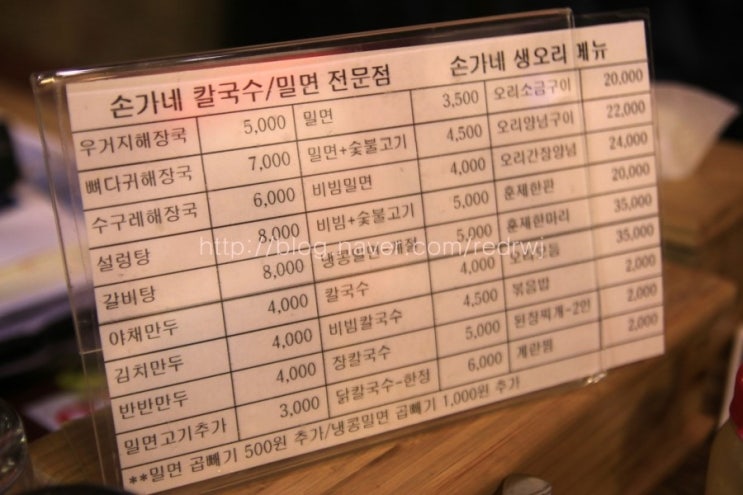 손가네 칼국수/밀면 전문점 손가네 생오리 메뉴
우거지해장국 5,000 밀면 3,500 오리소금구이 20,000
뼈다귀해장국 7,000 밀면+숯불고기 4,500 오리양념구이 22,000
수구레해장국 6,000 비빔밀면 4,000 오리간장양념 24,000
설렁탕 8,000 비빔+숯불고기 5,000 훈제한판 20,000
갈비탕 8,000 냉콩밀면-계절 5,000 훈제한마리 35,000
야채만두 4,000 칼국수 4,000 35,000
김치만두 4,000 비빔칼국수 4,500 볶음밥 2,000
반반만두 4,000 장칼국수 5,000 된장찌개-2인 2,000
밀면고기추가 3,000 닭칼국수-한정 6,000 계란찜 2,000
**밀면 곱빼기 500원 추가/냉콩밀면 곱빼기 1,000원 추가
http://blog.naver.com/redrwj